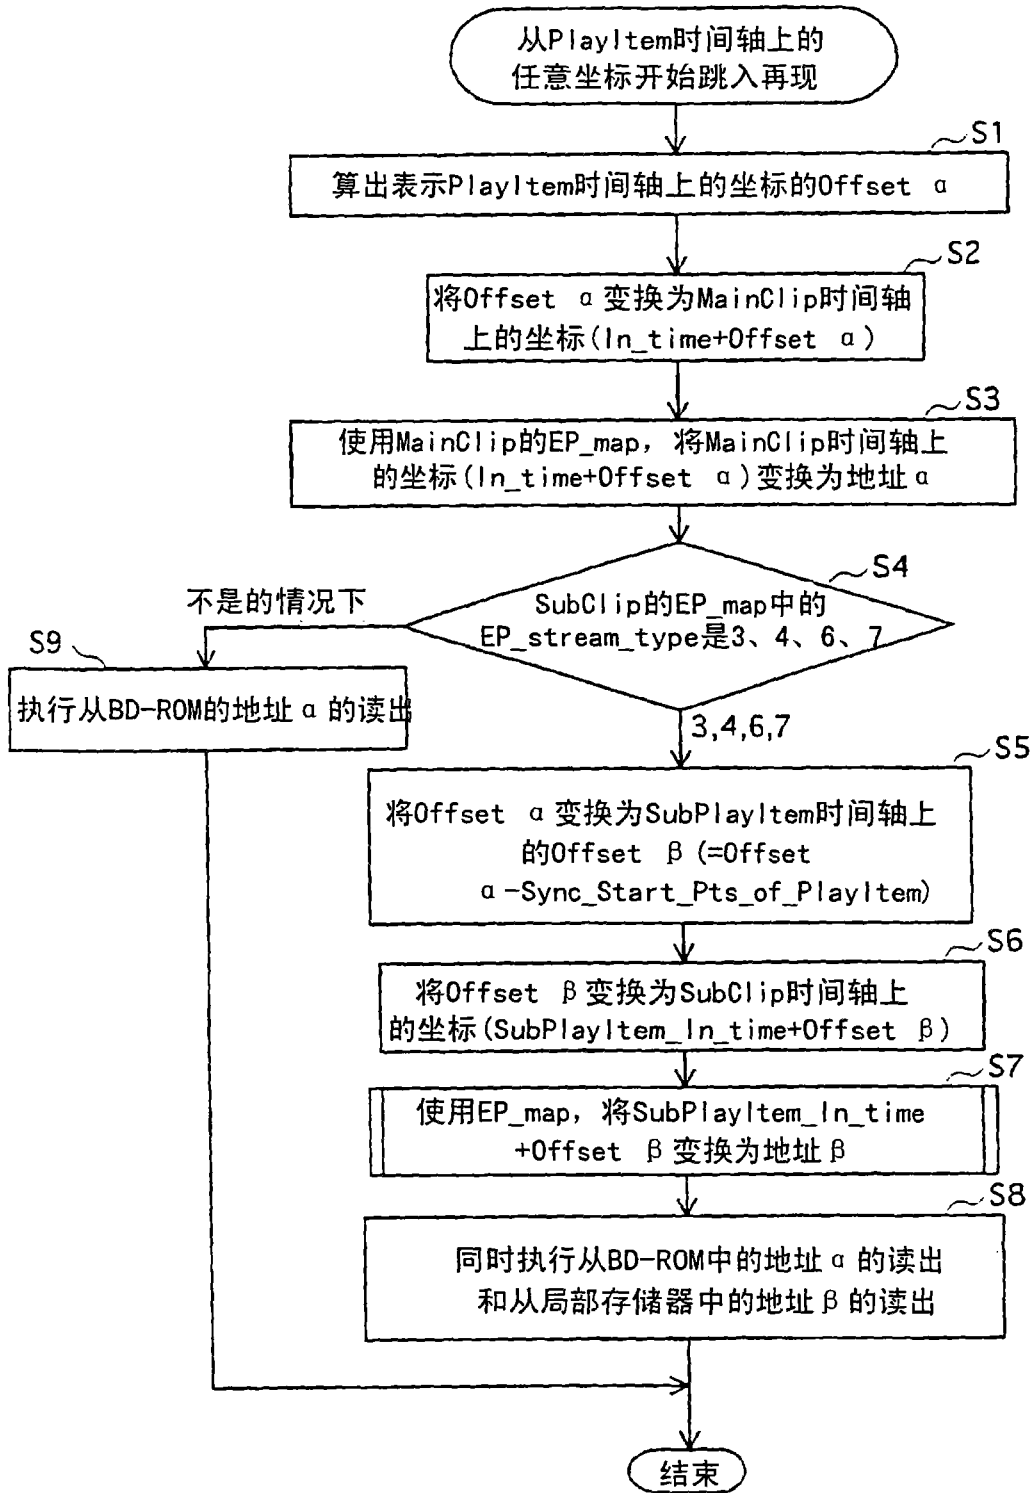 从PlayItem时间轴上的
任意坐标开始跳入再现
S1
算出表示PlayItem时间轴上的坐标的Offset α
S2
将Offset α变换为MainClip时间轴
上的坐标(In_time+Offset α)
S3
使用MainClip的EP_map，将MainClip时间轴上
的坐标(In_time+Offset α)变换为地址α
S4
SubClip的EP_map中的
EP_stream_type是3、4、6、7
不是的情况下
S9
执行从BD-ROM的地址α的读出
3,4,6,7
S5
将Offset α变换为SubPlayItem时间轴上
的Offset β(=Offset
α-Sync_Start_Pts_of_PlayItem)
S6
将Offset β变换为SubClip时间轴上
的坐标(SubPlayItem_In_time+Offset β)
S7
使用EP_map，将SubPlayItem_In_time
+Offset β变换为地址β
S8
同时执行从BD-ROM中的地址α的读出
和从局部存储器中的地址β的读出
结束